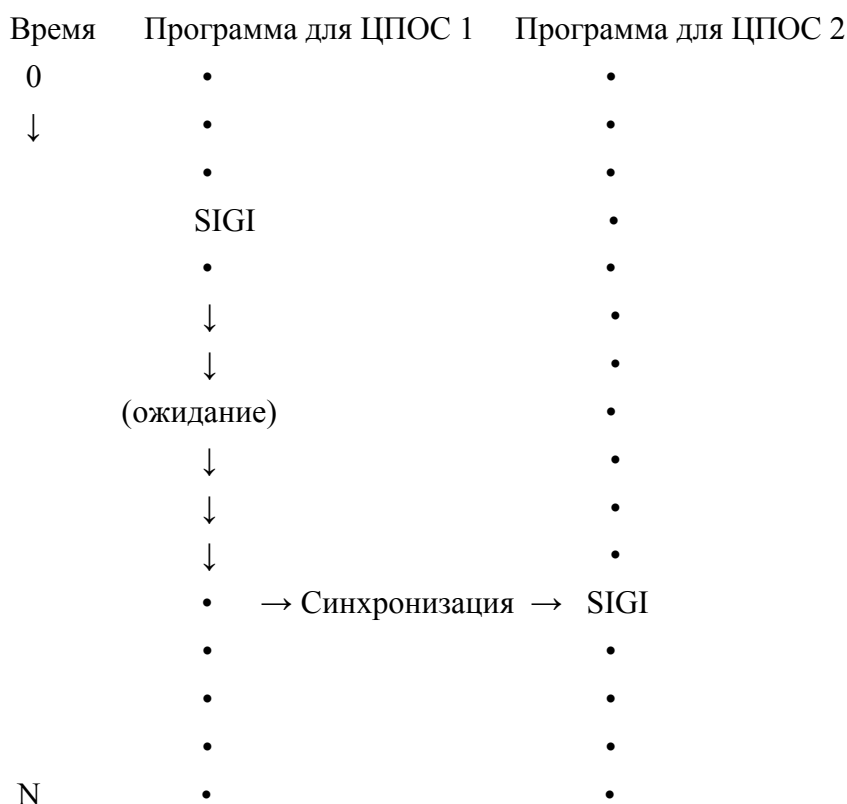 Время Программа для ЦПОС 1 Программа для ЦПОС 2
0 • •
↓ • •
• •
SIGI •
• •
↓ •
↓ •
(ожидание) •
↓ •
↓ •
↓ •
• → Синхронизация → SIGI
• •
• •
• •
N • •